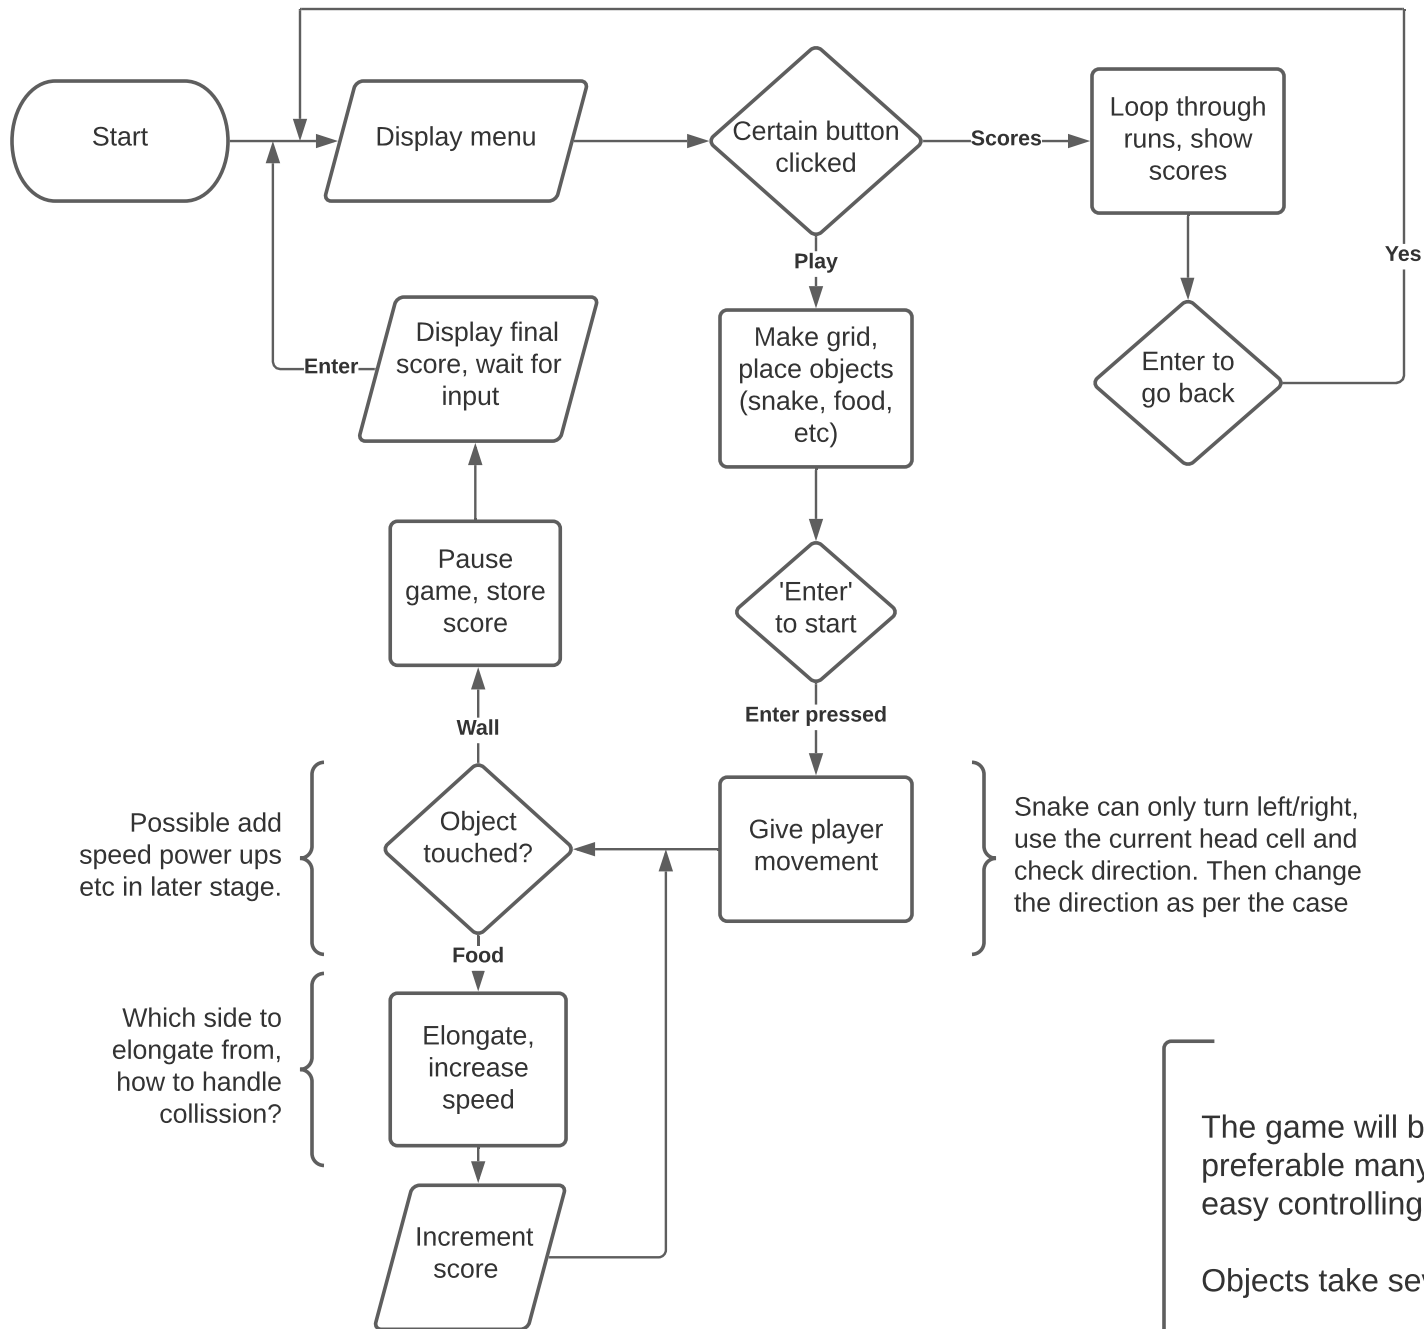 Start
Display menu
Certain button
clicked
Scores
Loop through
runs, show
scores
Yes
Play
Enter to
go back
Display final
score, wait for
input
Enter
Make grid,
place objects
(snake, food,
etc)
Pause
game, store
score
'Enter'
to start
Wall
Enter pressed
Possible add
speed power ups
etc in later stage.
Object
touched?
Give player
movement
Snake can only turn left/right,
use the current head cell and
check direction. Then change
the direction as per the case
Food
Which side to
elongate from,
how to handle
collission?
Elongate,
increase
speed
Increment
score
The game will
preferable many
easy controlling
Objects take